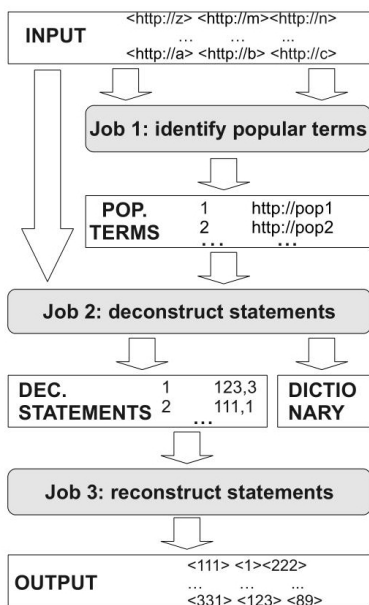 <http://z> <http://m><http://n>
INPUT
... ... ...
<http://a> <http://b> <http://c>
Job 1: identify popular terms
POP. 1 http://pop1
TERMS 2 http://pop2
... ...
Job 2: deconstruct statements
DEC. 1 123,3
STATEMENTS 2 111,1
...
DICTIO
NARY
Job 3: reconstruct statements
<111> <1><222>
OUTPUT
... ... ...
<331> <123> <89>